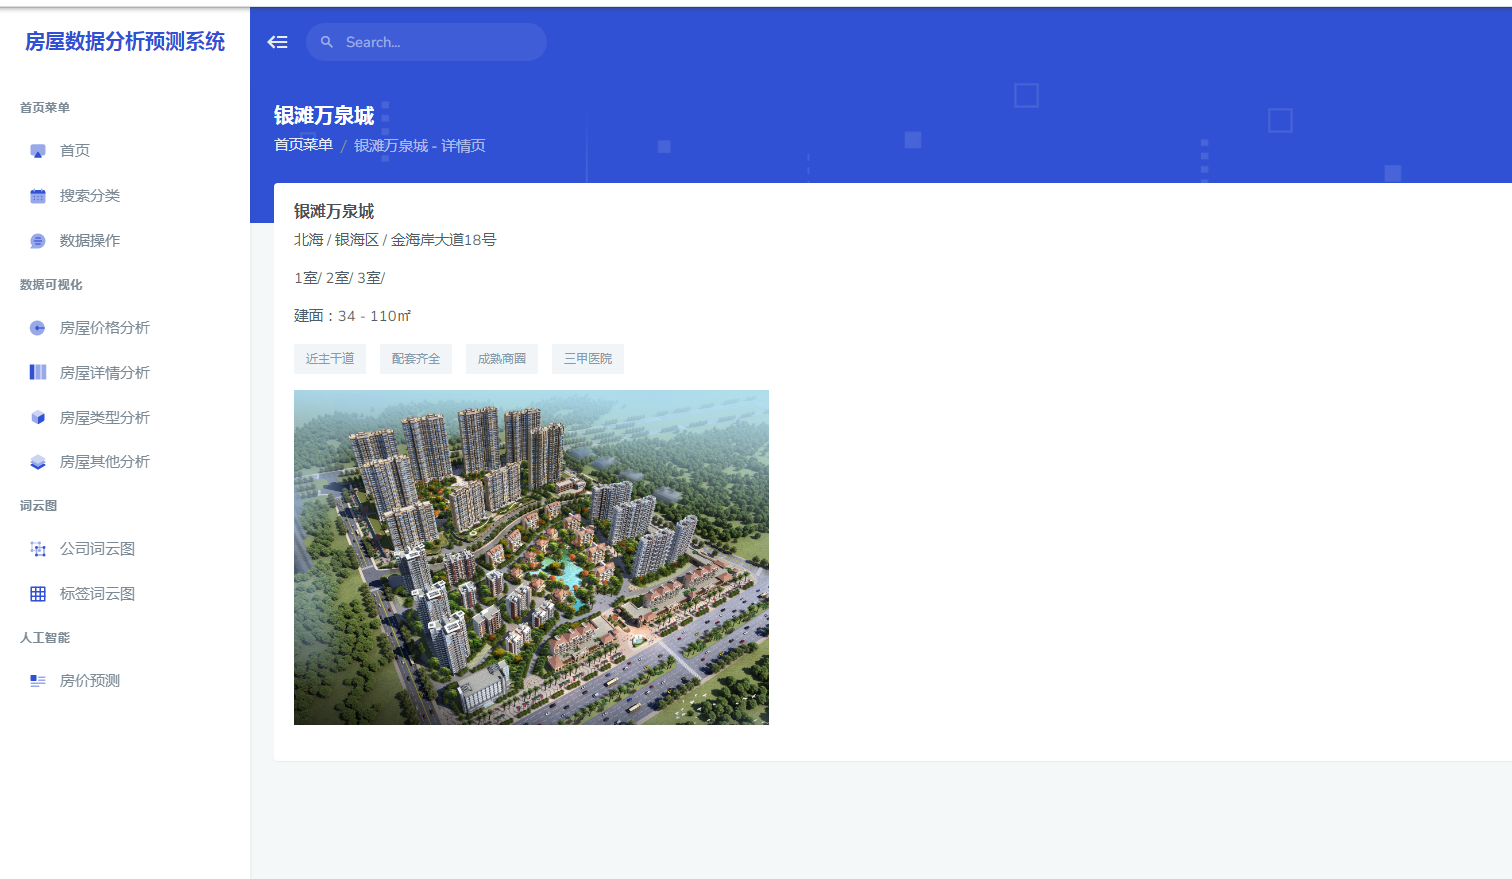 房屋数据分析预测系统
首页菜单
首页
搜索分类
数据操作
数据可视化
房屋价格分析
房屋详情分析
房屋类型分析
房屋其他分析
词云图
公司词云图
标签词云图
人工智能
房价预测
Search...
银滩万泉城
首页菜单 / 银滩万泉城 - 详情页
银滩万泉城
北海 / 银海区 / 金海岸大道18号
1室/ 2室/ 3室/
建面：34 - 110㎡
近主干道 配套齐全 成熟商圈 三甲医院